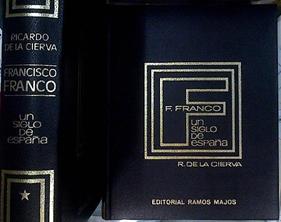 RICARDO
DE LA CIERVA
FRANCISCO
FRANCO
un
SIGLO
DE
ESPAÑA
F. FRANCO
un
SIGLO
DE
ESPAÑA
R. DE LA CIERVA
EDITORIAL RAMOS MAJOS